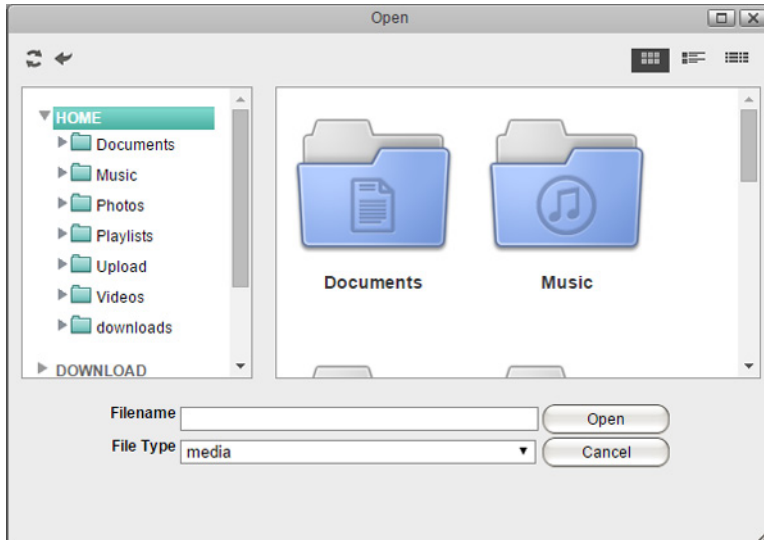 Open
HOME
Documents
Music
Photos
Playlists
Upload
Videos
downloads
DOWNLOAD
Documents
Music
Filename
Open
File Type
media
Cancel